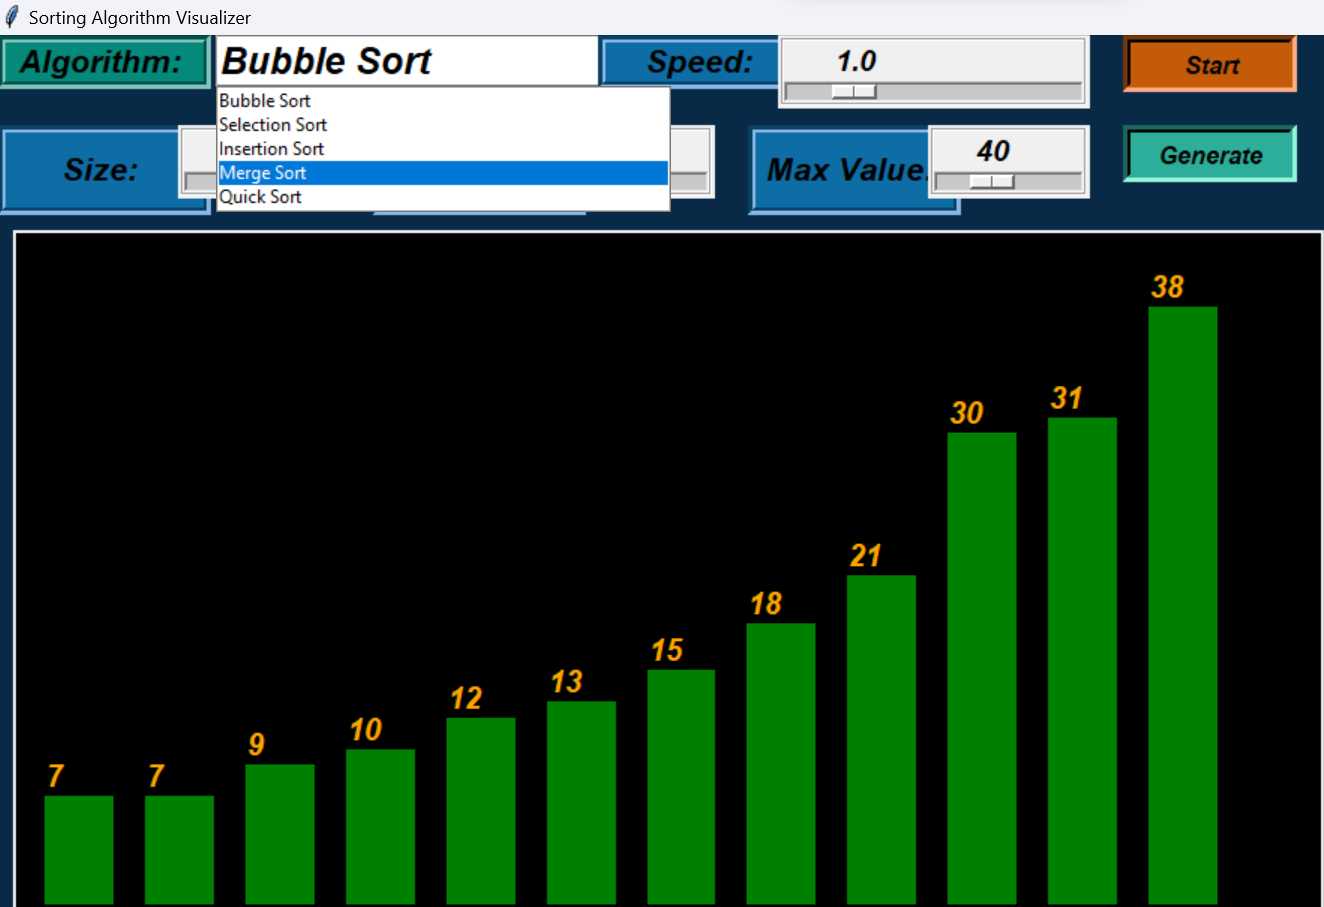 Sorting Algorithm Visualizer
Algorithm:
Bubble Sort
Speed:
1.0
Start
Bubble Sort
Selection Sort
Insertion Sort
Merge Sort
Quick Sort
Size:
Max Value:
40
Generate
38
31
30
21
18
15
13
12
10
9
7
7